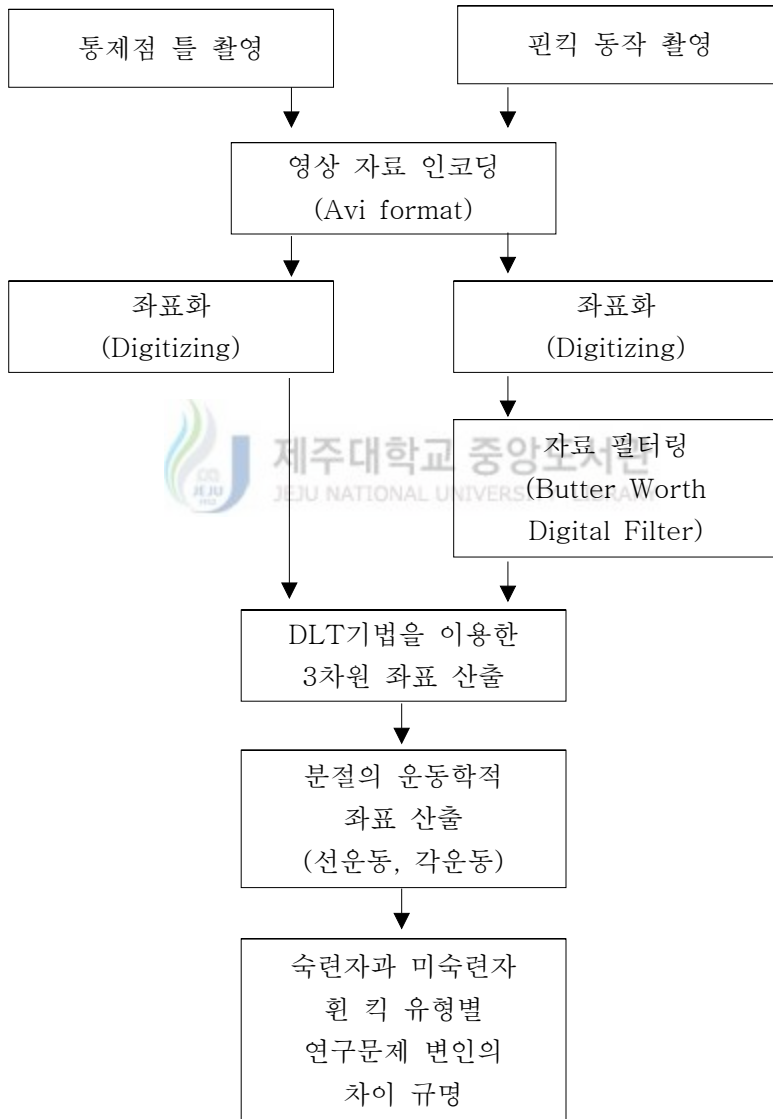 통제점 틀 촬영
핀킥 동작 촬영
영상 자료 인코딩
(Avi format)
좌표화
(Digitizing)
좌표화
(Digitizing)
제주대학교 중앙도서관
JEJU NATIONAL UNIVERSITY LIBRARY
JEJU
1952
자료 필터링
(Butter Worth
Digital Filter)
DLT기법을 이용한
3차원 좌표 산출
분절의 운동학적
좌표 산출
(선운동, 각운동)
숙련자과 미숙련자
휜 킥 유형별
연구문제 변인의
차이 규명